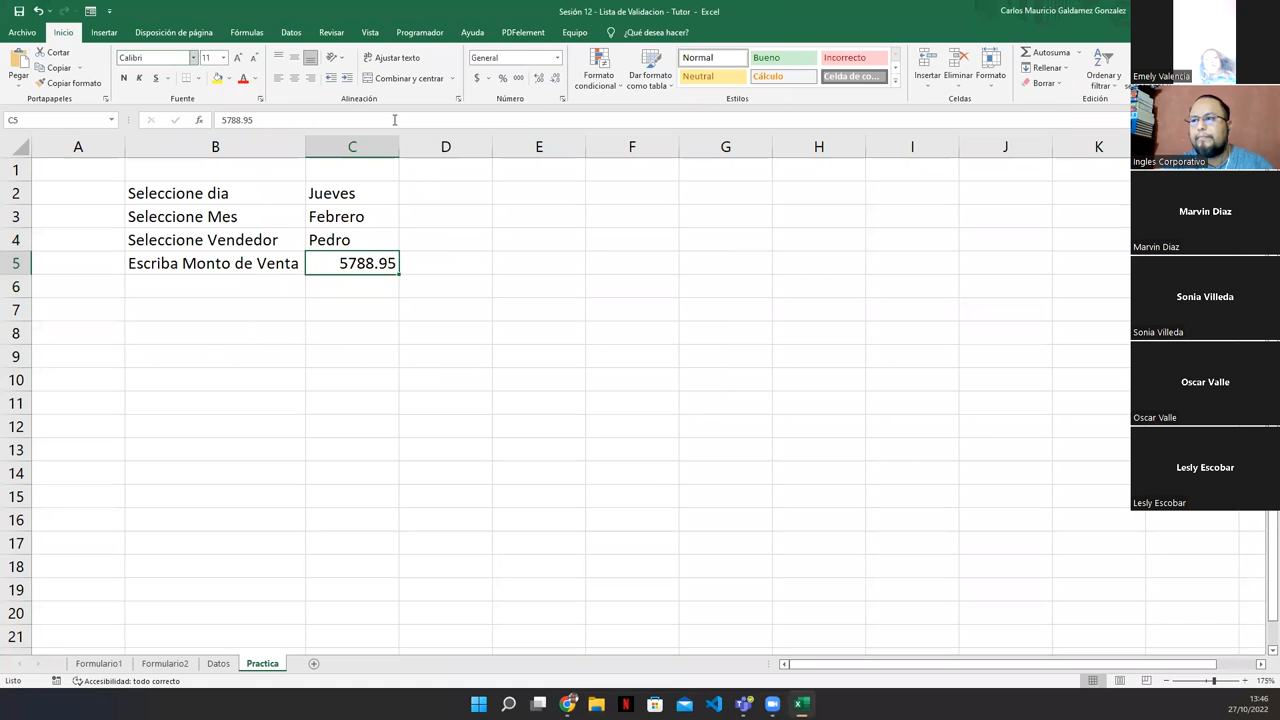 Sesión 12 - Lista de Validacion - Tutor - Excel
Carlos Mauricio Galdamez Gonzalez
Archivo Inicio Insertar Disposición de página Fórmulas Datos Revisar Vista Programador Ayuda PDFelement Equipo ¿Qué desea hacer?
Pegar
Cortar
Copiar
Copiar formato
Portapapeles
Calibri 11
N K S
Fuente
Ajustar texto
Combinar y centrar
Alineación
General
$ % 000
Número
Formato condicional
Dar formato como tabla
Normal Bueno Incorrecto
Neutral Cálculo Celda de co...
Estilos
Insertar Eliminar Formato
Celdas
Autosuma
Rellenar
Borrar
Ordenar y filtrar
Edición
C5 fx 5788.95
A B C D E F G H I J K
1
2 Seleccione dia Jueves
3 Seleccione Mes Febrero
4 Seleccione Vendedor Pedro
5 Escriba Monto de Venta 5788.95
6
7
8
9
10
11
12
13
14
15
16
17
18
19
20
21
Emely Valencia
Ingles Corporativo
Marvin Diaz
Marvin Diaz
Sonia Villeda
Sonia Villeda
Oscar Valle
Oscar Valle
Lesly Escobar
Lesly Escobar
Formulario1 Formulario2 Datos Practica
Listo Accesibilidad: todo correcto 175%
13:46
27/10/2022